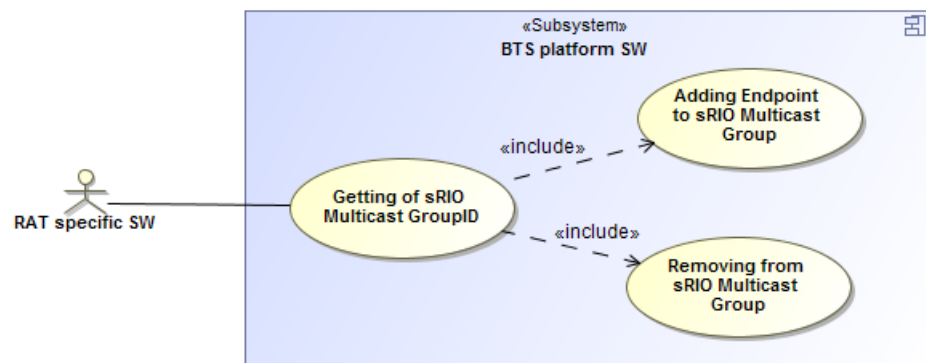 «Subsystem»
BTS platform SW
Adding Endpoint
to sRIO Multicast
Group
«include»
Getting of sRIO
Multicast GroupID
RAT specific SW
«include»
Removing from
sRIO Multicast
Group